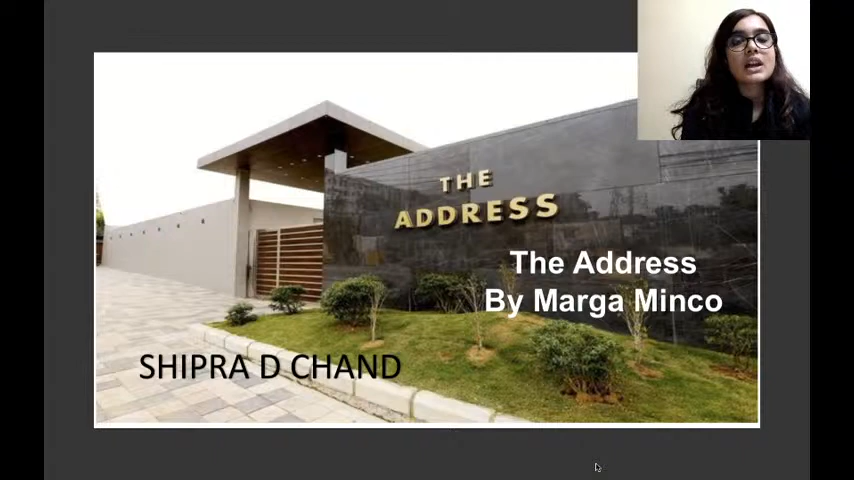 THE
ADDRESS
The Address
By Marga Minco
SHIPRA D CHAND